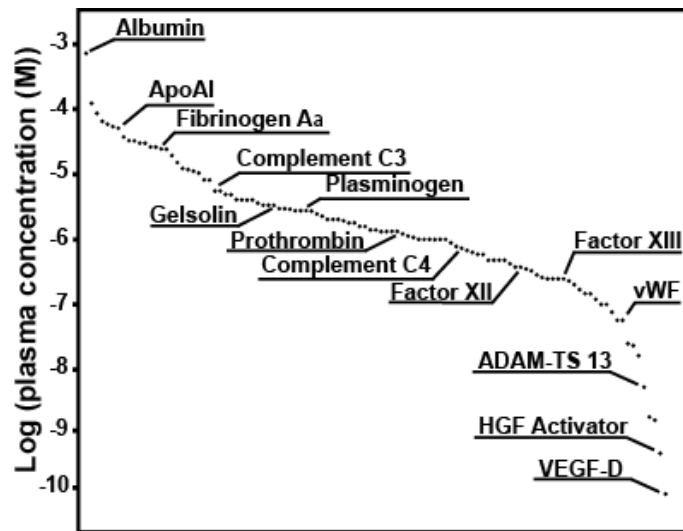 Log (plasma concentration (M))
-3
-4
-5
-6
-7
-8
-9
-10
Albumin
ApoAI
Fibrinogen Aa
Complement C3
Plasminogen
Gelsolin
Prothrombin
Complement C4
Factor XII
Factor XIII
vWF
ADAM-TS 13
HGF Activator
VEGF-D